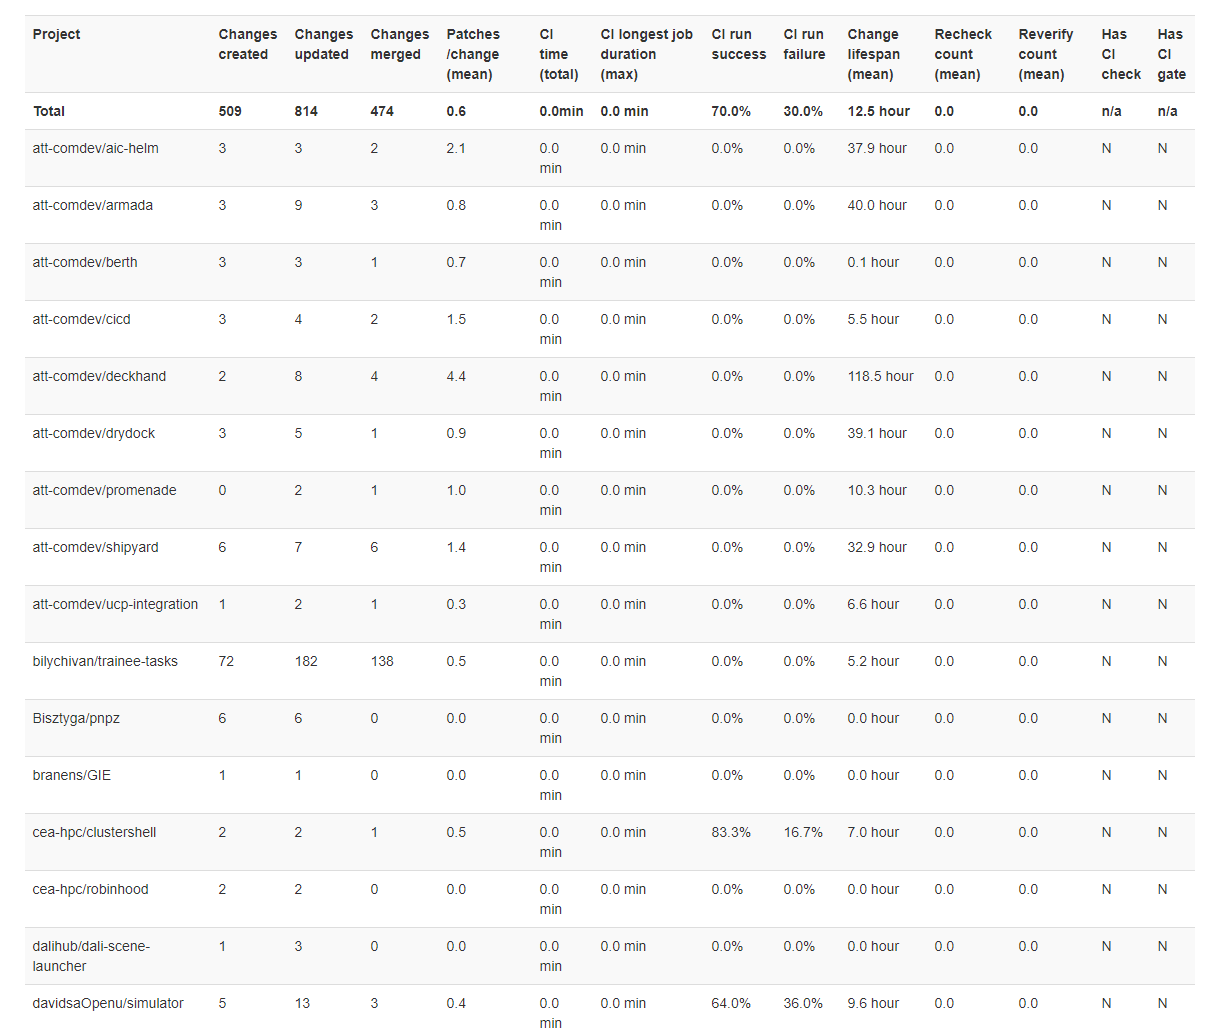 Project Changes created Changes updated Changes merged Patches /change (mean) CI time (total) CI longest job duration (max) CI run success CI run failure Change lifespan (mean) Recheck count (mean) Reverify count (mean) Has CI check Has CI gate
Total 509 814 474 0.6 0.0min 0.0 min 70.0% 30.0% 12.5 hour 0.0 0.0 n/a n/a
att-comdev/aic-helm 3 3 2 2.1 0.0 min 0.0 min 0.0% 0.0% 37.9 hour 0.0 0.0 N N
att-comdev/armada 3 9 3 0.8 0.0 min 0.0 min 0.0% 0.0% 40.0 hour 0.0 0.0 N N
att-comdev/berth 3 3 1 0.7 0.0 min 0.0 min 0.0% 0.0% 0.1 hour 0.0 0.0 N N
att-comdev/cicd 3 4 2 1.5 0.0 min 0.0 min 0.0% 0.0% 5.5 hour 0.0 0.0 N N
att-comdev/deckhand 2 8 4 4.4 0.0 min 0.0 min 0.0% 0.0% 118.5 hour 0.0 0.0 N N
att-comdev/drydock 3 5 1 0.9 0.0 min 0.0 min 0.0% 0.0% 39.1 hour 0.0 0.0 N N
att-comdev/promenade 0 2 1 1.0 0.0 min 0.0 min 0.0% 0.0% 10.3 hour 0.0 0.0 N N
att-comdev/shipyard 6 7 6 1.4 0.0 min 0.0 min 0.0% 0.0% 32.9 hour 0.0 0.0 N N
att-comdev/ucp-integration 1 2 1 0.3 0.0 min 0.0 min 0.0% 0.0% 6.6 hour 0.0 0.0 N N
bilychivan/trainee-tasks 72 182 138 0.5 0.0 min 0.0 min 0.0% 0.0% 5.2 hour 0.0 0.0 N N
Bisztyga/pnpz 6 6 0 0.0 0.0 min 0.0 min 0.0% 0.0% 0.0 hour 0.0 0.0 N N
branens/GIE 1 1 0 0.0 0.0 min 0.0 min 0.0% 0.0% 0.0 hour 0.0 0.0 N N
cea-hpc/clustershell 2 2 1 0.5 0.0 min 0.0 min 83.3% 16.7% 7.0 hour 0.0 0.0 N N
cea-hpc/robinhood 2 2 0 0.0 0.0 min 0.0 min 0.0% 0.0% 0.0 hour 0.0 0.0 N N
dalihub/dali-scene-launcher 1 3 0 0.0 0.0 min 0.0 min 0.0% 0.0% 0.0 hour 0.0 0.0 N N
davidsaOpenu/simulator 5 13 3 0.4 0.0 min 0.0 min 64.0% 36.0% 9.6 hour 0.0 0.0 N N